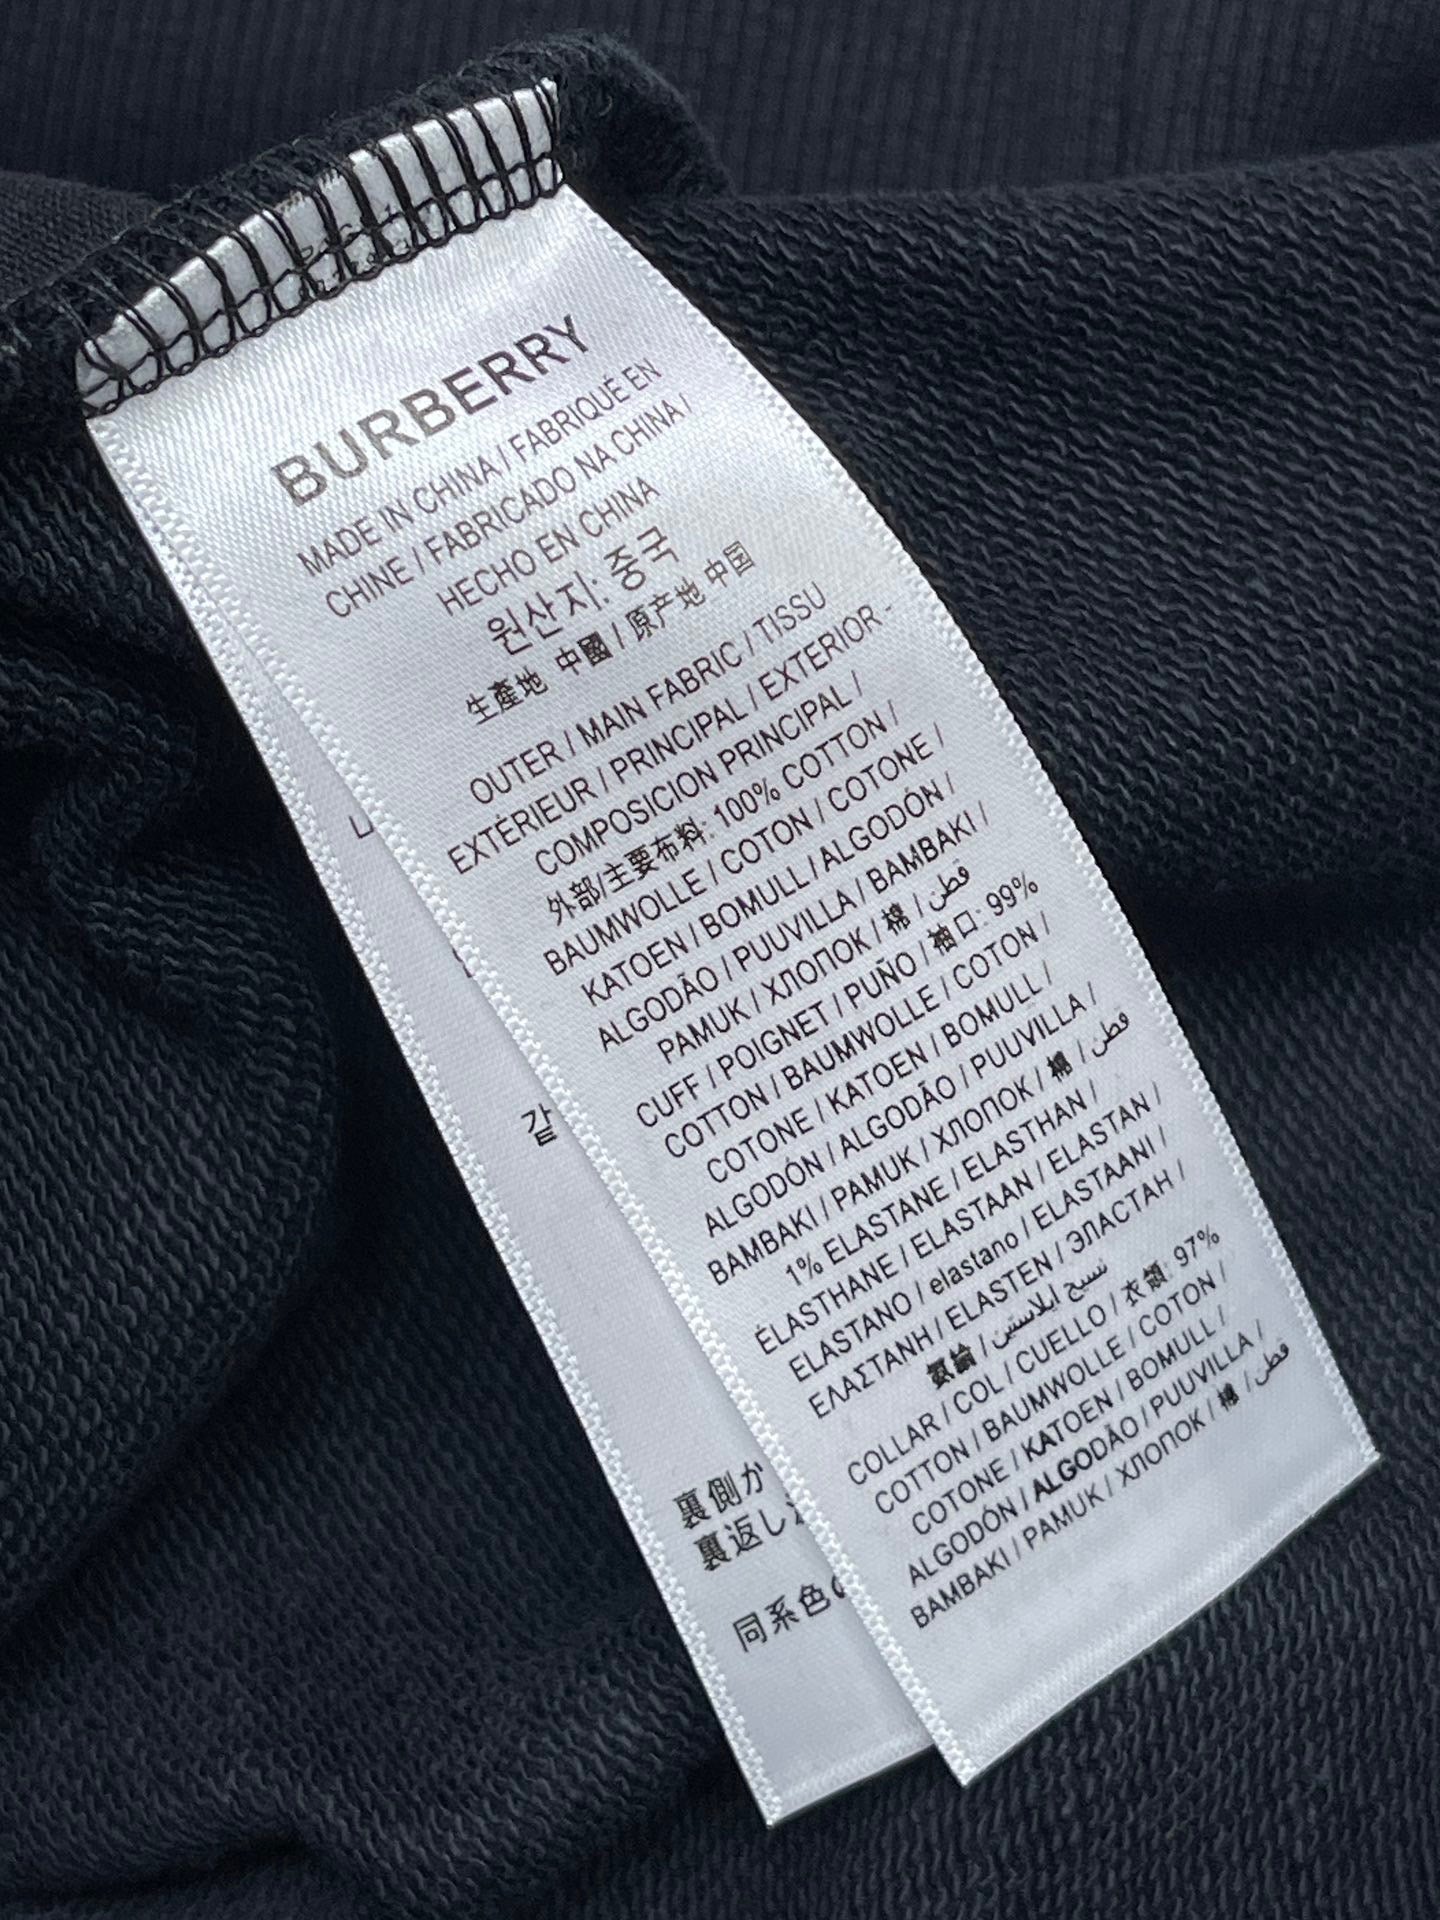 BURBERRY
MADE IN CHINA / FABRIQUÉ EN
CHINE / FABRICADO NA CHINA /
HECHO EN CHINA
원산지: 중국
生產地 中國 / 原产地 中国
OUTER / MAIN FABRIC / TISSU
EXTÉRIEUR / PRINCIPAL / EXTERIOR -
COMPOSICION PRINCIPAL /
外部/主要布料: 100% COTTON /
BAUMWOLLE / COTON / COTONE /
KATOEN / BOMULL / ALGODÓN /
ALGODÃO / PUUVILLA / BAMBAKI /
PAMUK / ХЛОПОК / 棉 / قطن
CUFF / POIGNET / PUÑO / 袖口: 99%
COTTON / BAUMWOLLE / COTON /
COTONE / KATOEN / BOMULL /
ALGODÓN / ALGODÃO / PUUVILLA /
BAMBAKI / PAMUK / ХЛОПОК / 棉 / قطن
1% ELASTANE / ELASTHAN /
ÉLASTHANE / ELASTAAN / ELASTAN /
ELASTANO / elastano / ELASTAANI /
ΕΛΑΣΤΑΝΗ / ELASTEN / ЭЛАСТАН /
氨綸 / نسيج ايلاستين
COLLAR / COL / CUELLO / 衣領: 97%
COTTON / BAUMWOLLE / COTON /
COTONE / KATOEN / BOMULL /
ALGODÓN / ALGODÃO / PUUVILLA /
BAMBAKI / PAMUK / ХЛОПОК / 棉 / قطن
같
裏側か
裏返し
同系色の